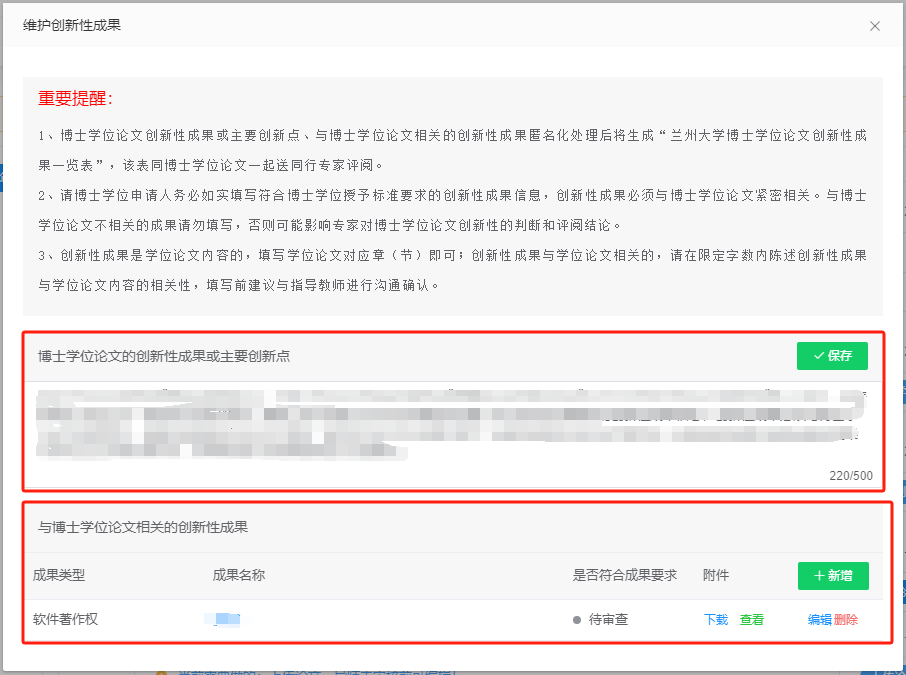 维护创新性成果
重要提醒：
1、博士学位论文创新性成果或主要创新点、与博士学位论文相关的创新性成果匿名化处理后将生成“兰州大学博士学位论文创新性成
果一览表”，该表同博士学位论文一起送同行专家评阅。
2、请博士学位申请人务必如实填写符合博士学位授予标准要求的创新性成果信息，创新性成果必须与博士学位论文紧密相关。与博士
学位论文不相关的成果请勿填写，否则可能影响专家对博士学位论文创新性的判断和评阅结论。
3、创新性成果是学位论文内容的，填写学位论文对应章（节）即可；创新性成果与学位论文相关的，请在限定字数内陈述创新性成果
与学位论文内容的相关性，填写前建议与指导教师进行沟通确认。
博士学位论文的创新性成果或主要创新点 保存
220/500
与博士学位论文相关的创新性成果
成果类型 成果名称 是否符合成果要求 附件 新增
软件著作权 待审查 下载 查看 编辑 删除